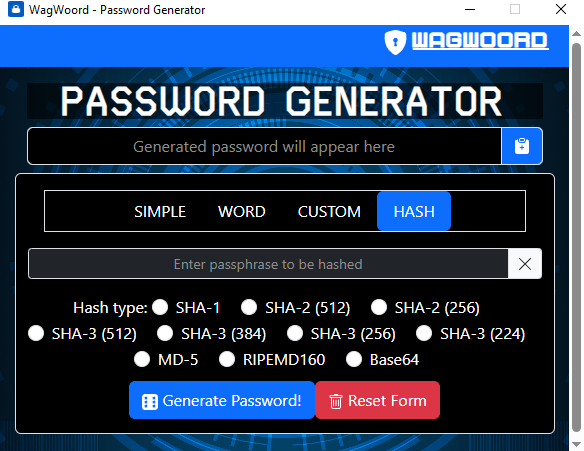 WagWoord - Password Generator
WAGWOORD
PASSWORD GENERATOR
Generated password will appear here
SIMPLE WORD CUSTOM HASH
Enter passphrase to be hashed
Hash type: SHA-1 SHA-2 (512) SHA-2 (256)
SHA-3 (512) SHA-3 (384) SHA-3 (256) SHA-3 (224)
MD-5 RIPEMD160 Base64
Generate Password! Reset Form